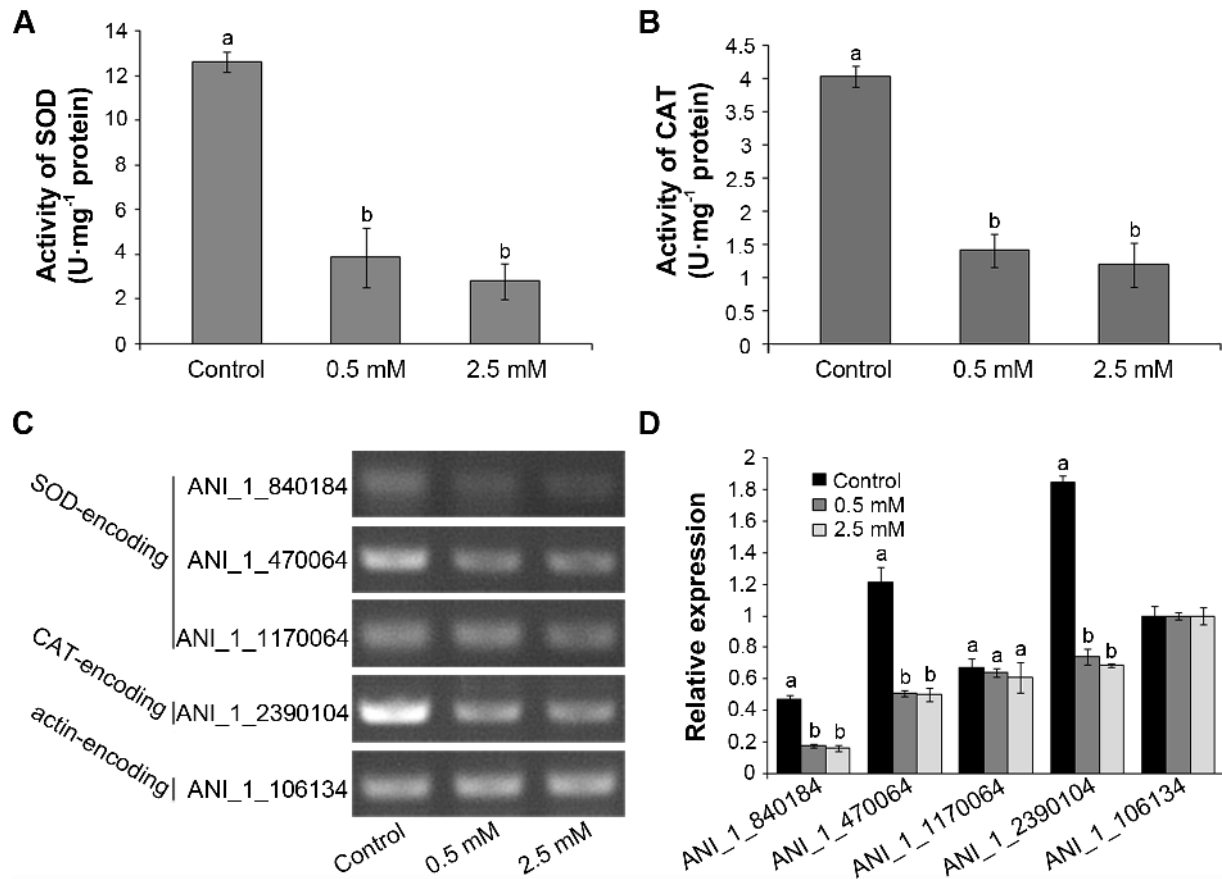 A
Activity of SOD
(U·mg⁻¹ protein)
14
12
10
8
6
4
2
0
a
b
b
Control
0.5 mM
2.5 mM
B
Activity of CAT
(U·mg⁻¹ protein)
4.5
4
3.5
3
2.5
2
1.5
1
0.5
0
a
b
b
Control
0.5 mM
2.5 mM
C
SOD-encoding
ANI_1_840184
ANI_1_470064
ANI_1_1170064
CAT-encoding
ANI_1_2390104
actin-encoding
ANI_1_106134
Control
0.5 mM
2.5 mM
D
Relative expression
2
1.8
1.6
1.4
1.2
1
0.8
0.6
0.4
0.2
0
Control
0.5 mM
2.5 mM
a
b b
a
b b
a a a
a
b b
ANI_1_840184
ANI_1_470064
ANI_1_1170064
ANI_1_2390104
ANI_1_106134